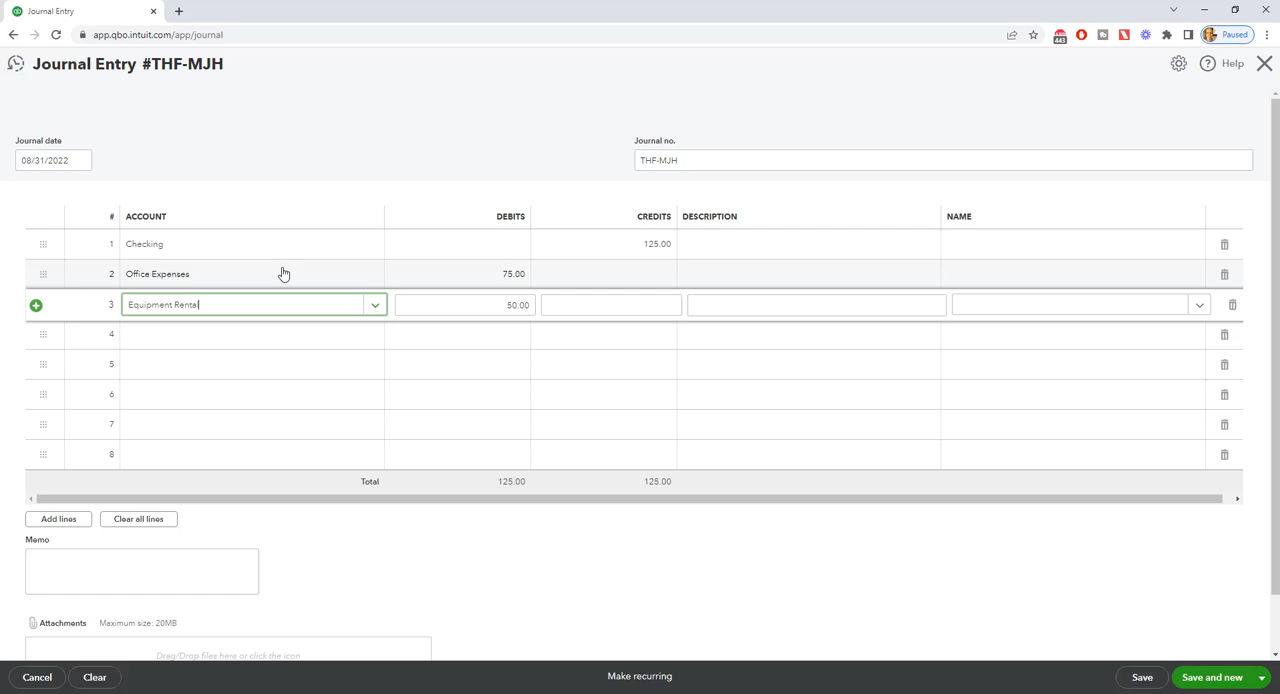 Journal Entry
app.qbo.intuit.com/app/journal
443
Paused
Journal Entry #THF-MJH
Help
Journal date
Journal no.
08/31/2022
THF-MJH
# ACCOUNT DEBITS CREDITS DESCRIPTION NAME
1 Checking 125.00
2 Office Expenses 75.00
3 Equipment Rental 50.00
4
5
6
7
8
Total 125.00 125.00
Add lines Clear all lines
Memo
Attachments Maximum size: 20MB
Drag/Drop files here or click the icon
Cancel Clear Make recurring Save Save and new